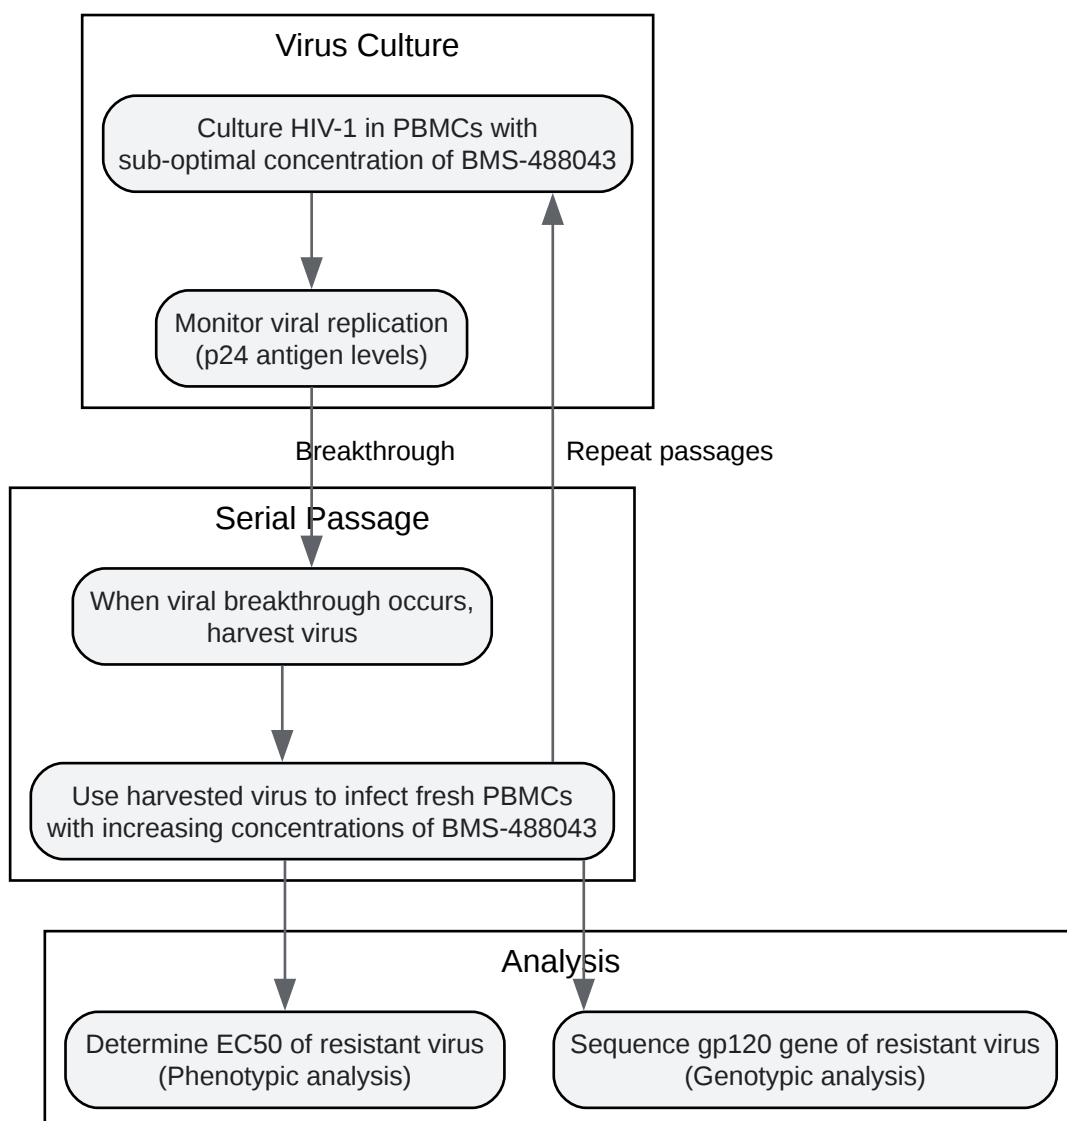 Virus Culture
Culture HIV-1 in PBMCs with
sub-optimal concentration of BMS-488043
Monitor viral replication
(p24 antigen levels)
Breakthrough
Repeat passages
Serial Passage
When viral breakthrough occurs,
harvest virus
Use harvested virus to infect fresh PBMCs
with increasing concentrations of BMS-488043
Analysis
Determine EC50 of resistant virus
(Phenotypic analysis)
Sequence gp120 gene of resistant virus
(Genotypic analysis)